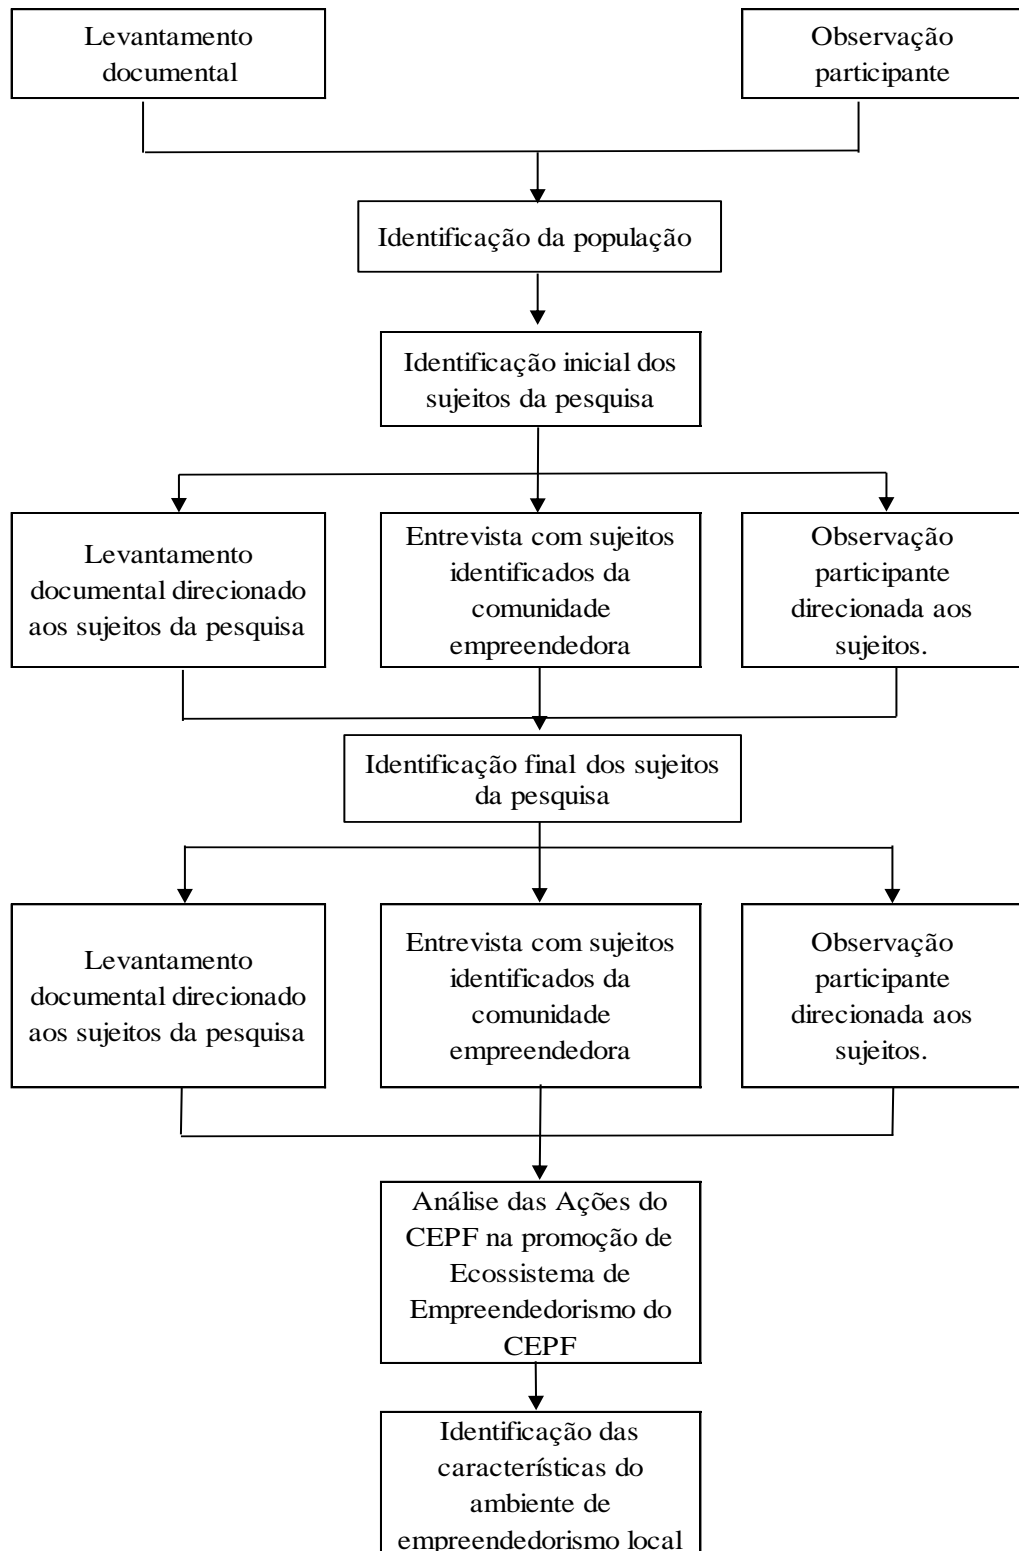 Levantamento
documental
Observação
participante
Identificação da população
Identificação inicial dos
sujeitos da pesquisa
Levantamento
documental direcionado
aos sujeitos da pesquisa
Entrevista com sujeitos
identificados da
comunidade
empreendedora
Observação
participante
direcionada aos
sujeitos.
Identificação final dos sujeitos
da pesquisa
Levantamento
documental direcionado
aos sujeitos da pesquisa
Entrevista com sujeitos
identificados da
comunidade
empreendedora
Observação
participante
direcionada aos
sujeitos.
Análise das Ações do
CEPF na promoção de
Ecossistema de
Empreendedorismo do
CEPF
Identificação das
características do
ambiente de
empreendedorismo local